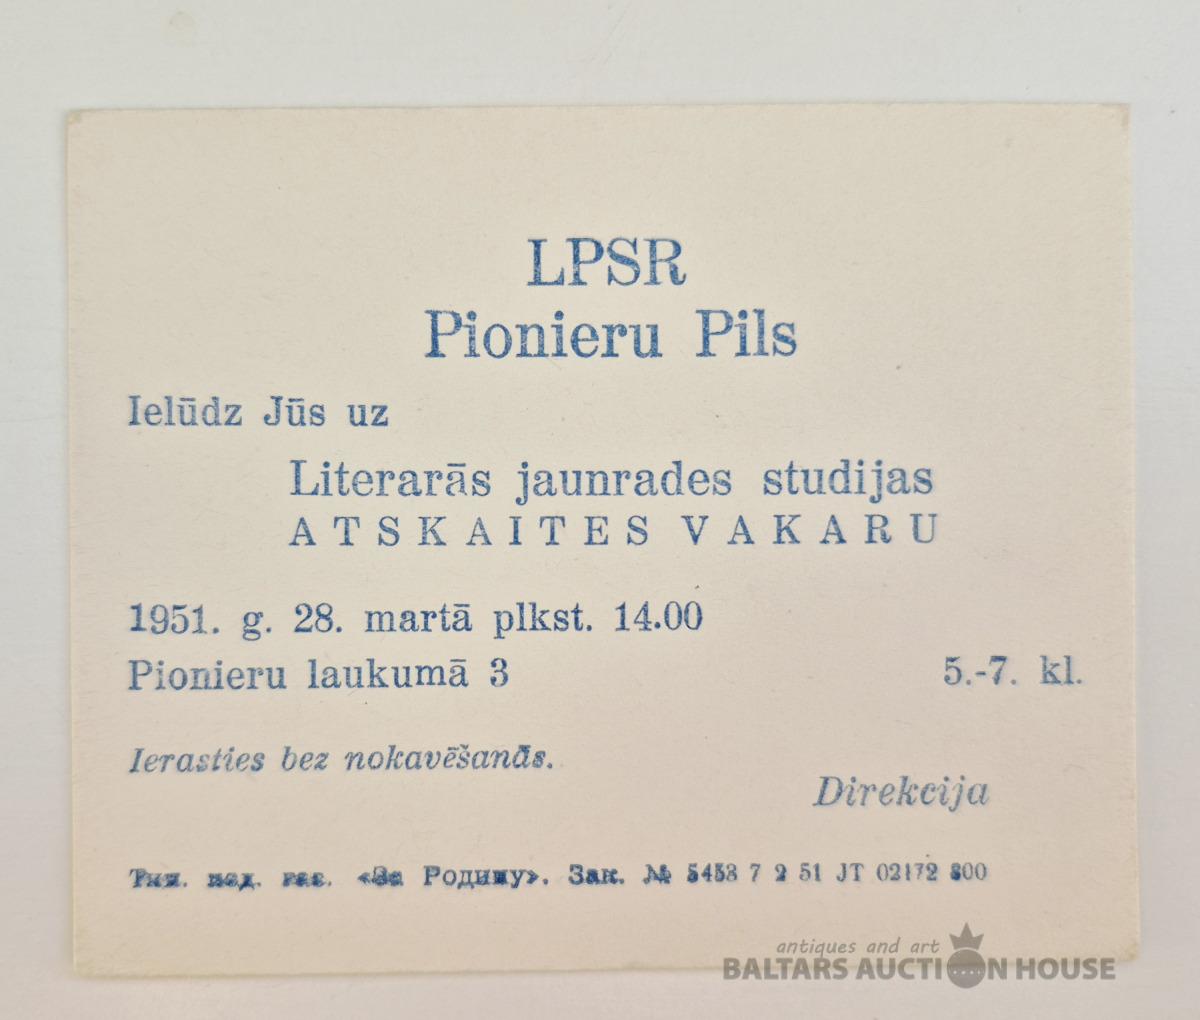 LPSR
Pionieru Pils
Ielūdz Jūs uz
Literarās jaunrades studijas
ATSKAITES VAKARU
1951. g. 28. martā plkst. 14.00
Pionieru laukumā 3 5.-7. kl.
Ierasties bez nokavēšanās.
Direkcija
Тип. изд. газ. «За Родину». Зак. № 5453 7 2 51 JT 02172 300
antiques and art
BALTARS AUCTION HOUSE